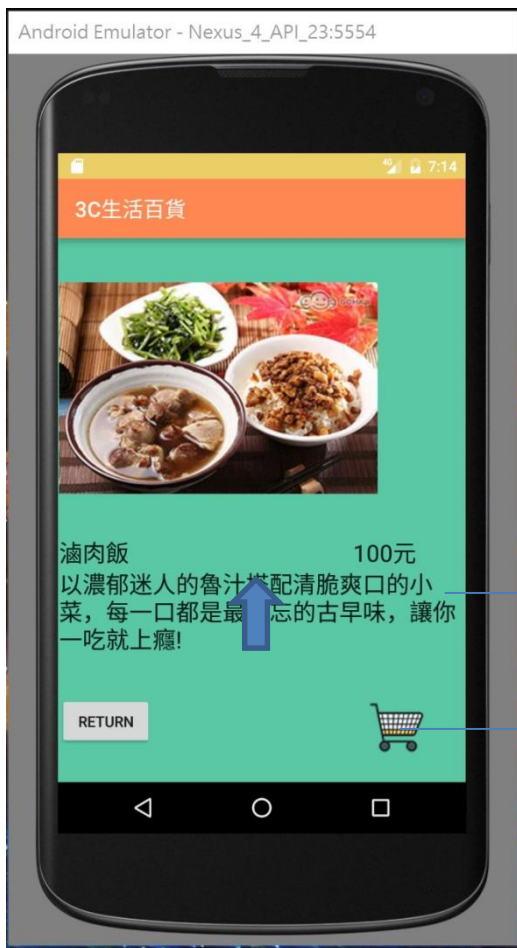 Android Emulator - Nexus_4_API_23:5554
4G 7:14
3C生活百貨
滷肉飯 100元
以濃郁迷人的魯汁搭配清脆爽口的小
菜，每一口都是最忘的古早味，讓你
一吃就上癮!
RETURN